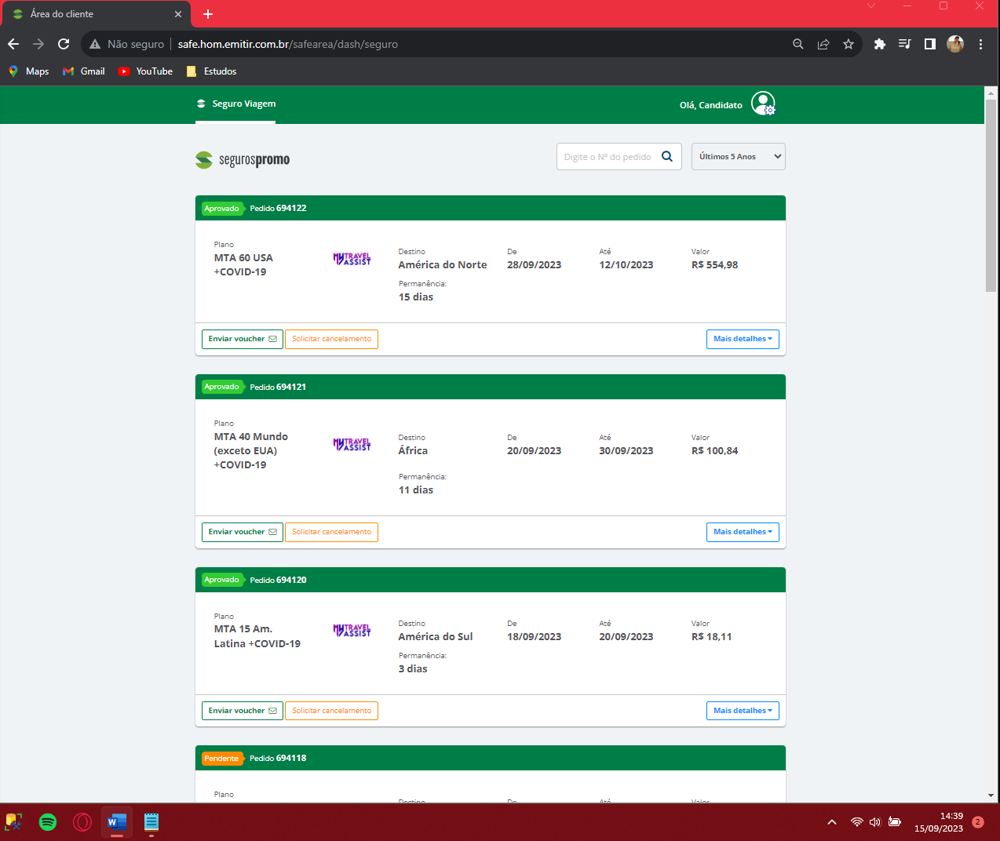 Área do cliente
Não seguro safe.hom.emitir.com.br/safearea/dash/seguro
Maps Gmail YouTube Estudos
Seguro Viagem Olá, Candidato
segurospromo Digite o Nº do pedido Últimos 5 Anos
Aprovado Pedido 694122
Plano
MTA 60 USA
+COVID-19
MYTRAVEL
ASSIST
Destino De Até Valor
América do Norte 28/09/2023 12/10/2023 R$ 554,98
Permanência:
15 dias
Enviar voucher Solicitar cancelamento Mais detalhes
Aprovado Pedido 694121
Plano
MTA 40 Mundo
(exceto EUA)
+COVID-19
MYTRAVEL
ASSIST
Destino De Até Valor
África 20/09/2023 30/09/2023 R$ 100,84
Permanência:
11 dias
Enviar voucher Solicitar cancelamento Mais detalhes
Aprovado Pedido 694120
Plano
MTA 15 Am.
Latina +COVID-19
MYTRAVEL
ASSIST
Destino De Até Valor
América do Sul 18/09/2023 20/09/2023 R$ 18,11
Permanência:
3 dias
Enviar voucher Solicitar cancelamento Mais detalhes
Pendente Pedido 694118
Plano
Destino De Até Valor
W
14:39
15/09/2023
2